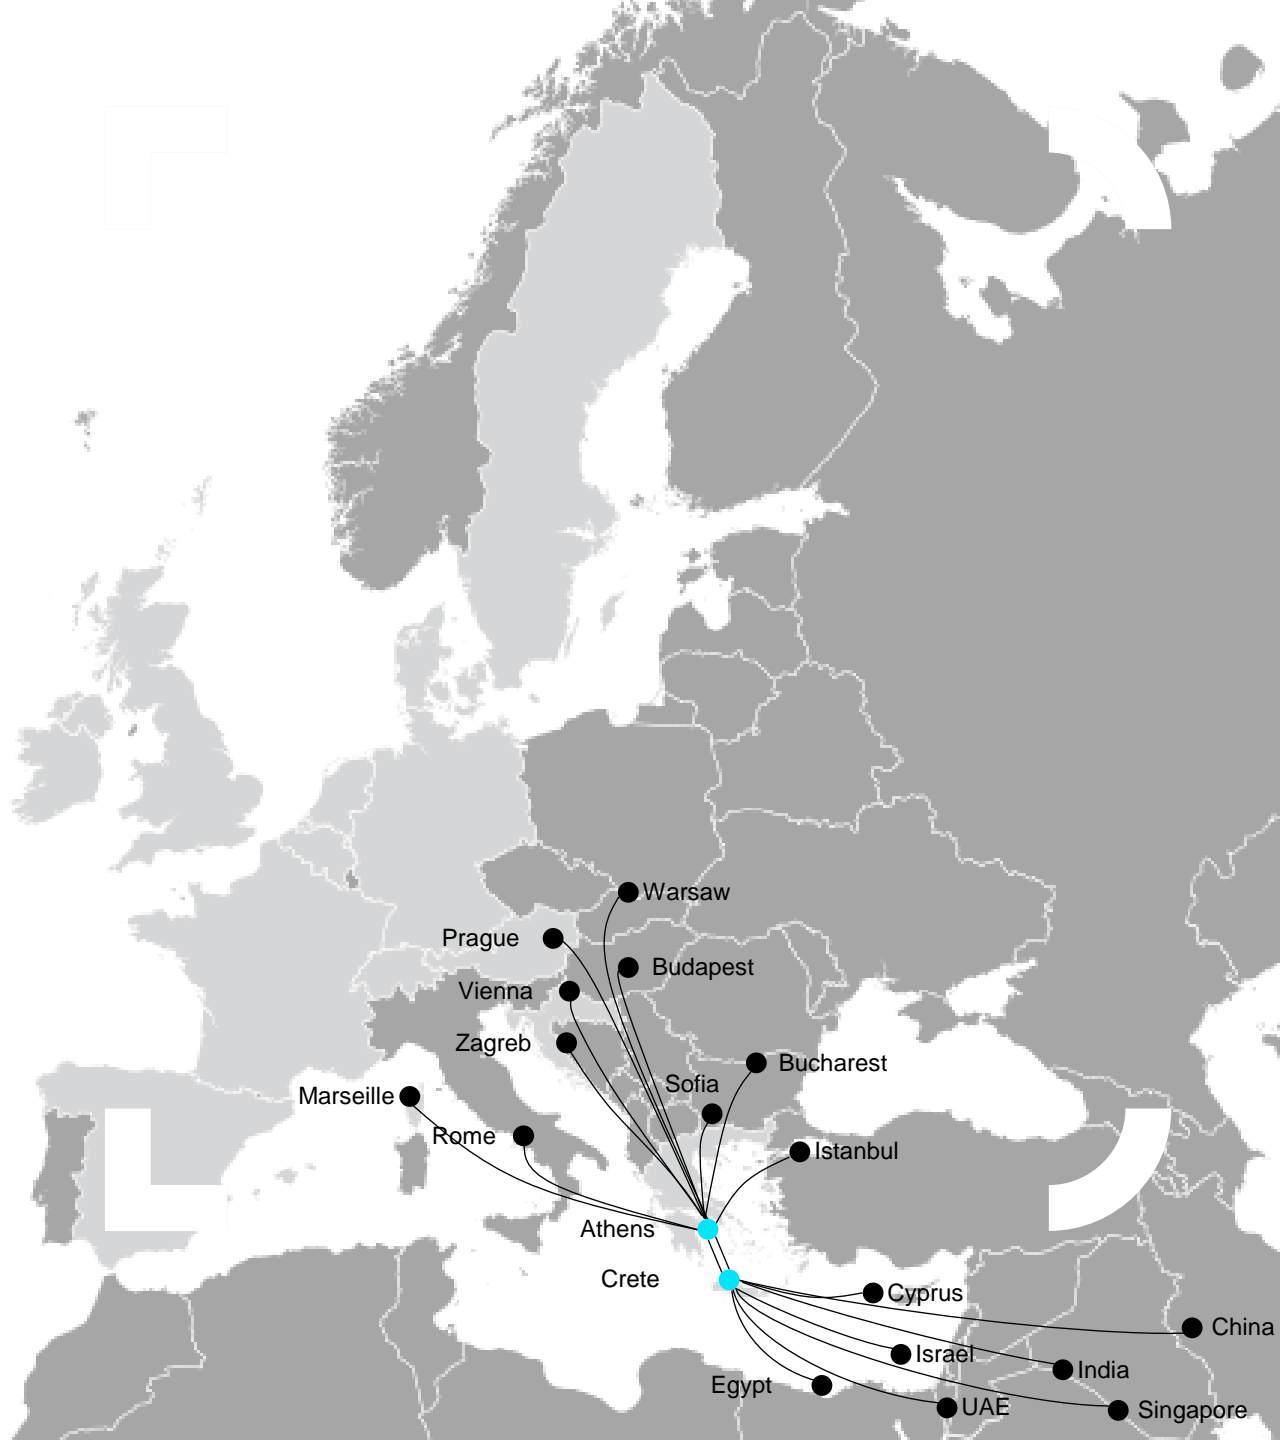 Warsaw
Prague
Budapest
Vienna
Zagreb
Bucharest
Sofia
Marseille
Rome
Istanbul
Athens
Crete
Cyprus
China
Israel
India
Egypt
UAE
Singapore